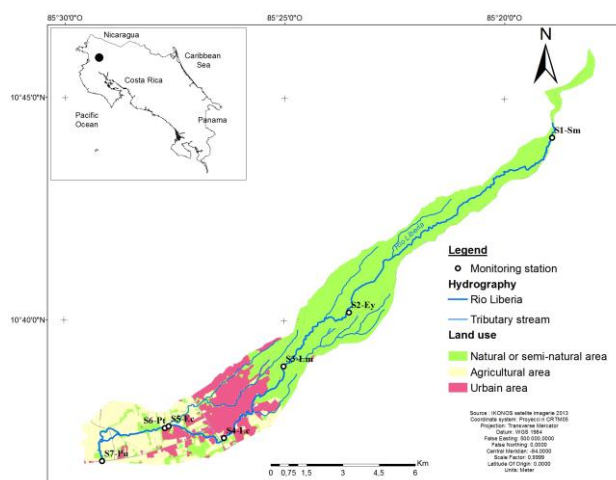 85°30'0"W
85°25'0"W
85°20'0"W
Nicaragua
Caribbean
Sea
Costa Rica
Pacific
Ocean
Panama
N
10°45'0"N
S1-Sm
Rio Liberia
S2-Ey
10°40'0"N
S3-Lm
S6-Pt
S5-Ec
S4-Lc
S7-Pu
Legend
Monitoring station
Hydrography
Rio Liberia
Tributary stream
Land use
Natural or semi-natural area
Agricultural area
Urbain area
Source : IKONOS satelite imagerie 2013
Coordinate system: Proyeccii n CRTM05
Projection: Transverse Mercator
Datum: WGS 1984
False Easting: 500 000,0000
False Northing: 0,0000
Central Meridian: -84,0000
Scale Factor: 0,9999
Latitude Of Origin: 0,0000
Units: Meter
0 0,75 1,5 3 4,5 6
Km